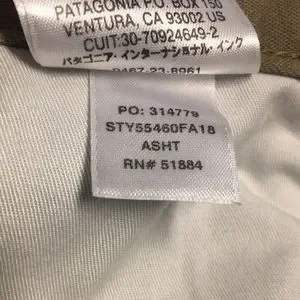 PATAGONIA P.O. BOX 150
VENTURA, CA 93002 US
CUIT:30-70924649-2
パタゴニア・インターナショナル・インク
PO: 314779
STY55460FA18
ASHT
RN# 51884